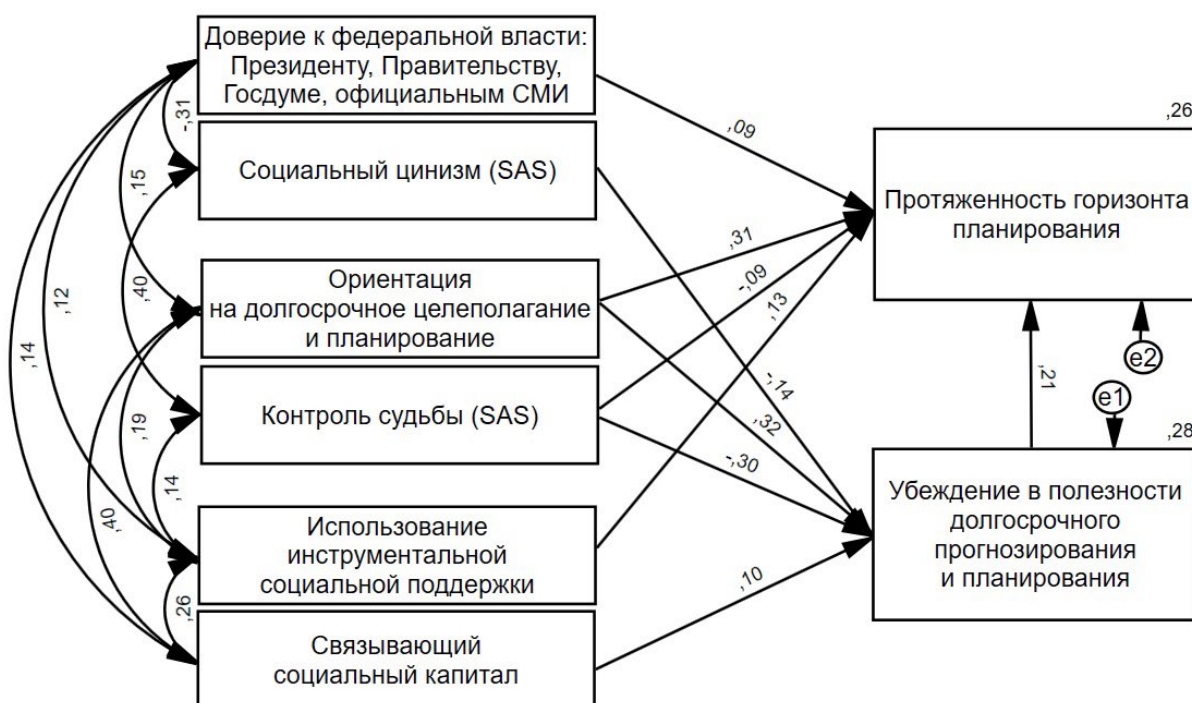 Доверие к федеральной власти:
Президенту, Правительству,
Госдуме, официальным СМИ
Социальный цинизм (SAS)
Ориентация
на долгосрочное целеполагание
и планирование
Контроль судьбы (SAS)
Использование
инструментальной
социальной поддержки
Связывающий
социальный капитал
-,31
,15
,40
,12
,14
,19
,14
,40
,26
,09
,31
-,09
,13
-,14
,32
-,30
,10
,26
Протяженность горизонта
планирования
,21
e2
e1
,28
Убеждение в полезности
долгосрочного
прогнозирования
и планирования